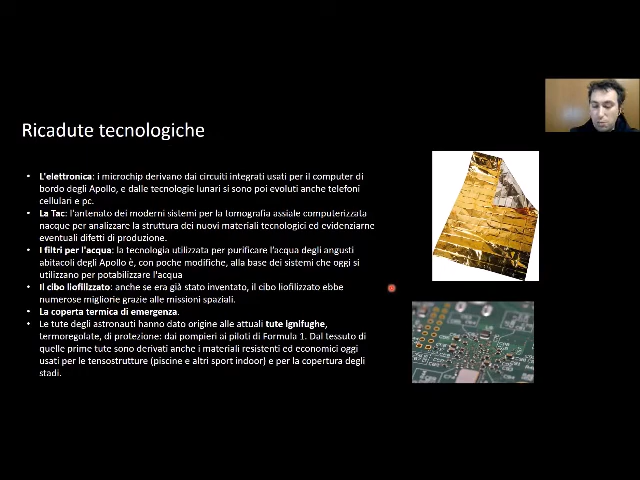 Ricadute tecnologiche
• L'elettronica: i microchip derivano dai circuiti integrati usati per il computer di
bordo degli Apollo, e dalle tecnologie lunari si sono poi evoluti anche telefoni
cellulari e pc.
• La Tac: l'antenato dei moderni sistemi per la tomografia assiale computerizzata
nacque per analizzare la struttura dei nuovi materiali tecnologici ed evidenziarne
eventuali difetti di produzione.
• I filtri per l'acqua: la tecnologia utilizzata per purificare l'acqua degli angusti
abitacoli degli Apollo è, con poche modifiche, alla base dei sistemi che oggi si
utilizzano per potabilizzare l'acqua
• Il cibo liofilizzato: anche se era già stato inventato, il cibo liofilizzato ebbe
numerose migliorie grazie alle missioni spaziali.
• La coperta termica di emergenza.
• Le tute degli astronauti hanno dato origine alle attuali tute ignifughe,
termoregolate, di protezione: dai pompieri ai piloti di Formula 1. Dal tessuto di
quelle prime tute sono derivati anche i materiali resistenti ed economici oggi
usati per le tensostrutture (piscine e altri sport indoor) e per la copertura degli
stadi.